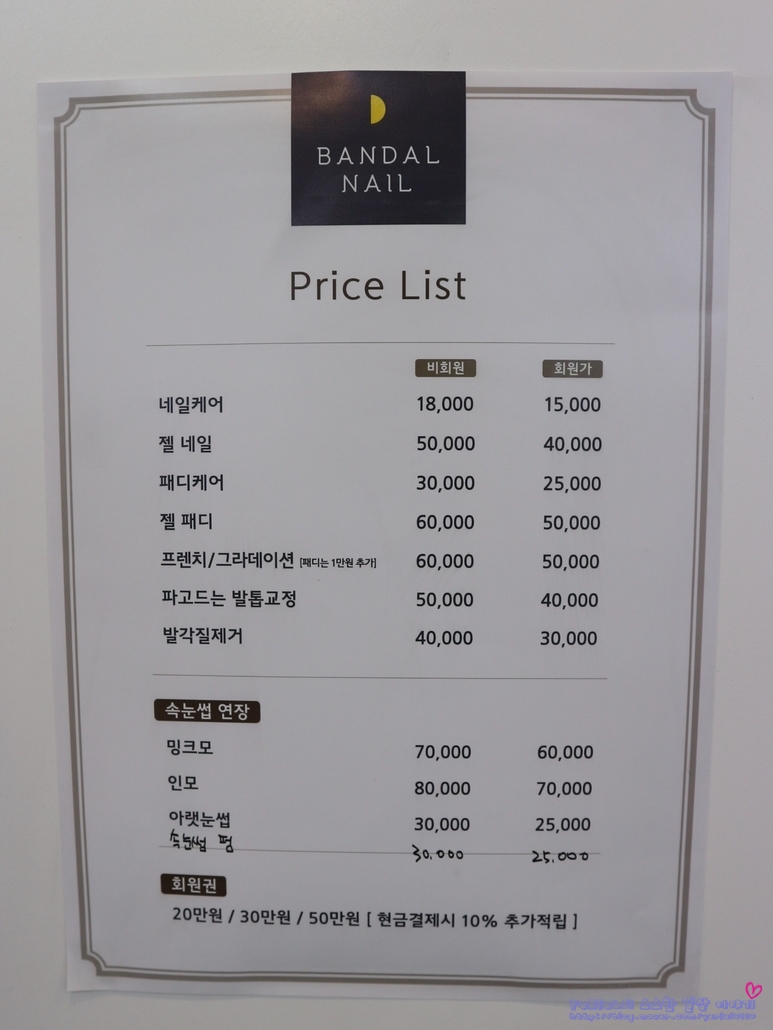 BANDAL
NAIL
Price List
비회원 회원가
네일케어 18,000 15,000
젤 네일 50,000 40,000
패디케어 30,000 25,000
젤 패디 60,000 50,000
프렌치/그라데이션 [패디는 1만원 추가] 60,000 50,000
파고드는 발톱교정 50,000 40,000
발각질제거 40,000 30,000
속눈썹 연장
밍크모 70,000 60,000
인모 80,000 70,000
아랫눈썹 30,000 25,000
속눈썹 펌 30.000 25.000
회원권
20만원 / 30만원 / 50만원 [ 현금결제시 10% 추가적립 ]